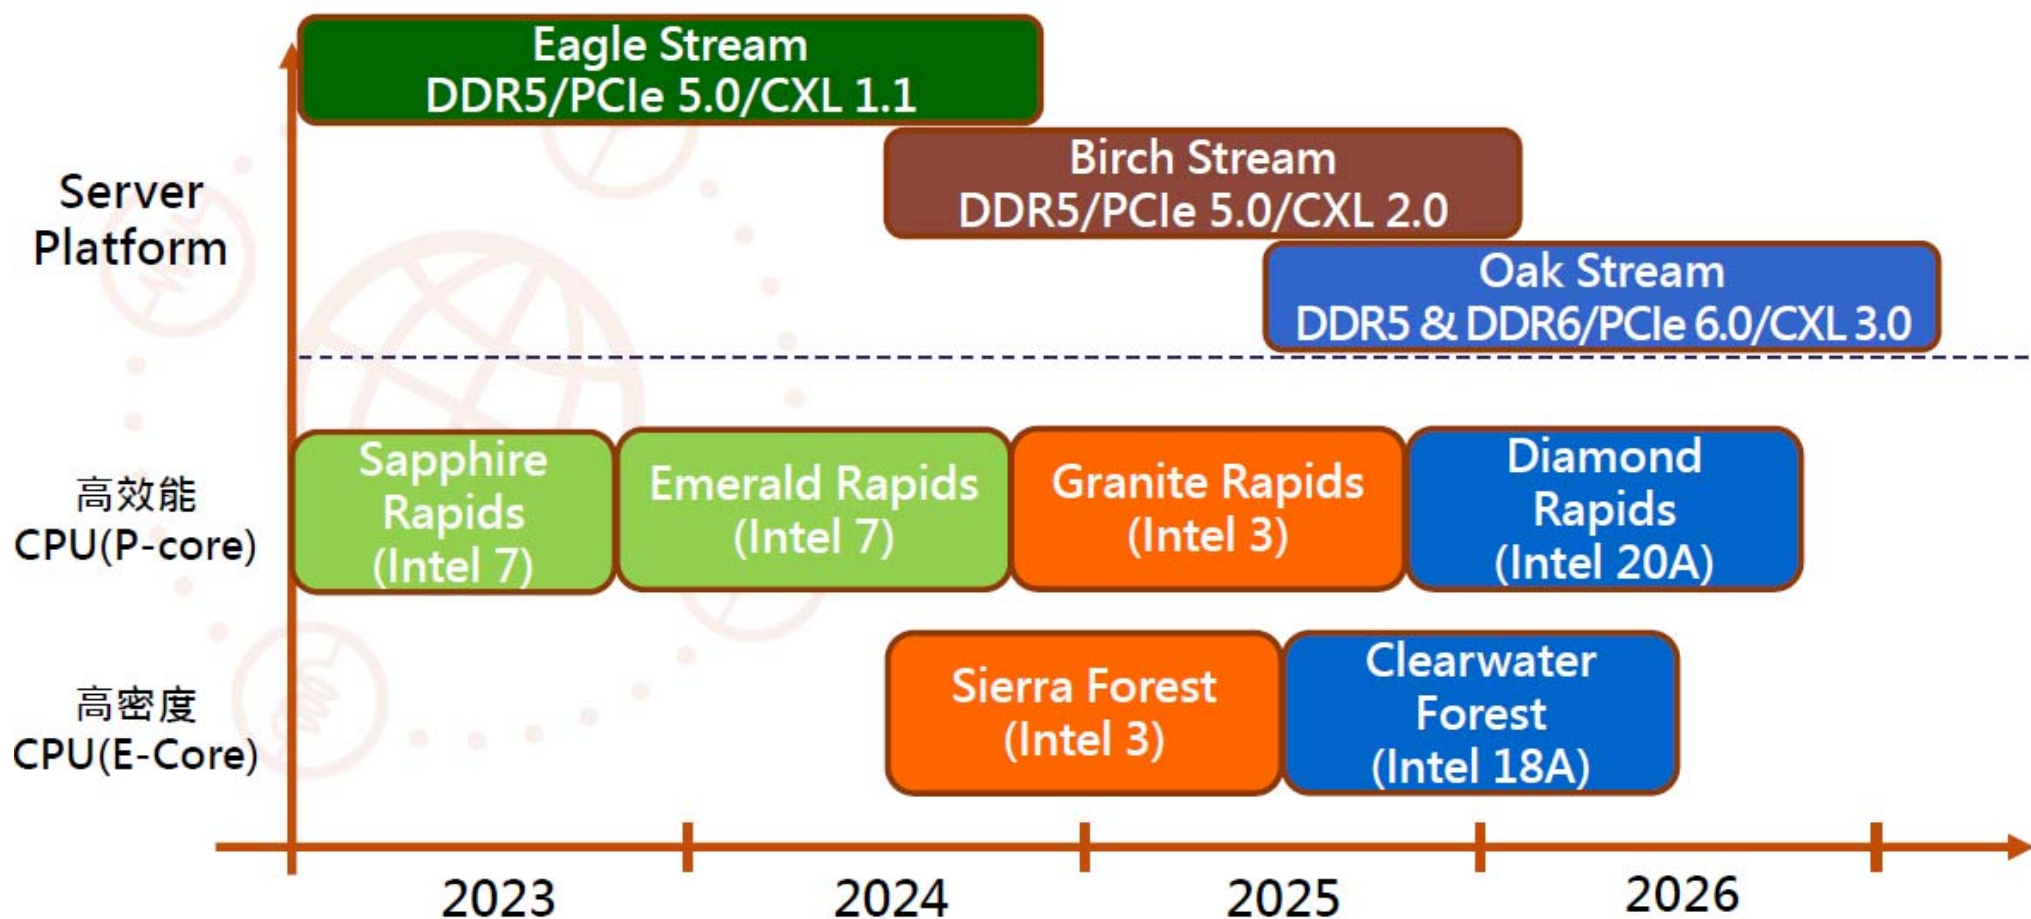 Eagle Stream
DDR5/PCIe 5.0/CXL 1.1
Birch Stream
DDR5/PCIe 5.0/CXL 2.0
Server
Platform
Oak Stream
DDR5 & DDR6/PCIe 6.0/CXL 3.0
高效能
CPU(P-core)
Sapphire
Rapids
(Intel 7)
Emerald Rapids
(Intel 7)
Granite Rapids
(Intel 3)
Diamond
Rapids
(Intel 20A)
高密度
CPU(E-Core)
Sierra Forest
(Intel 3)
Clearwater
Forest
(Intel 18A)
2023
2024
2025
2026